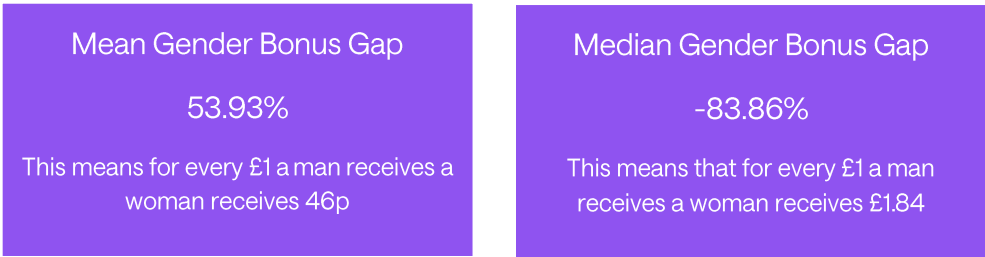 Mean Gender Bonus Gap
53.93%
This means for every £1 a man receives a
woman receives 46p
Median Gender Bonus Gap
-83.86%
This means that for every £1 a man
receives a woman receives £1.84